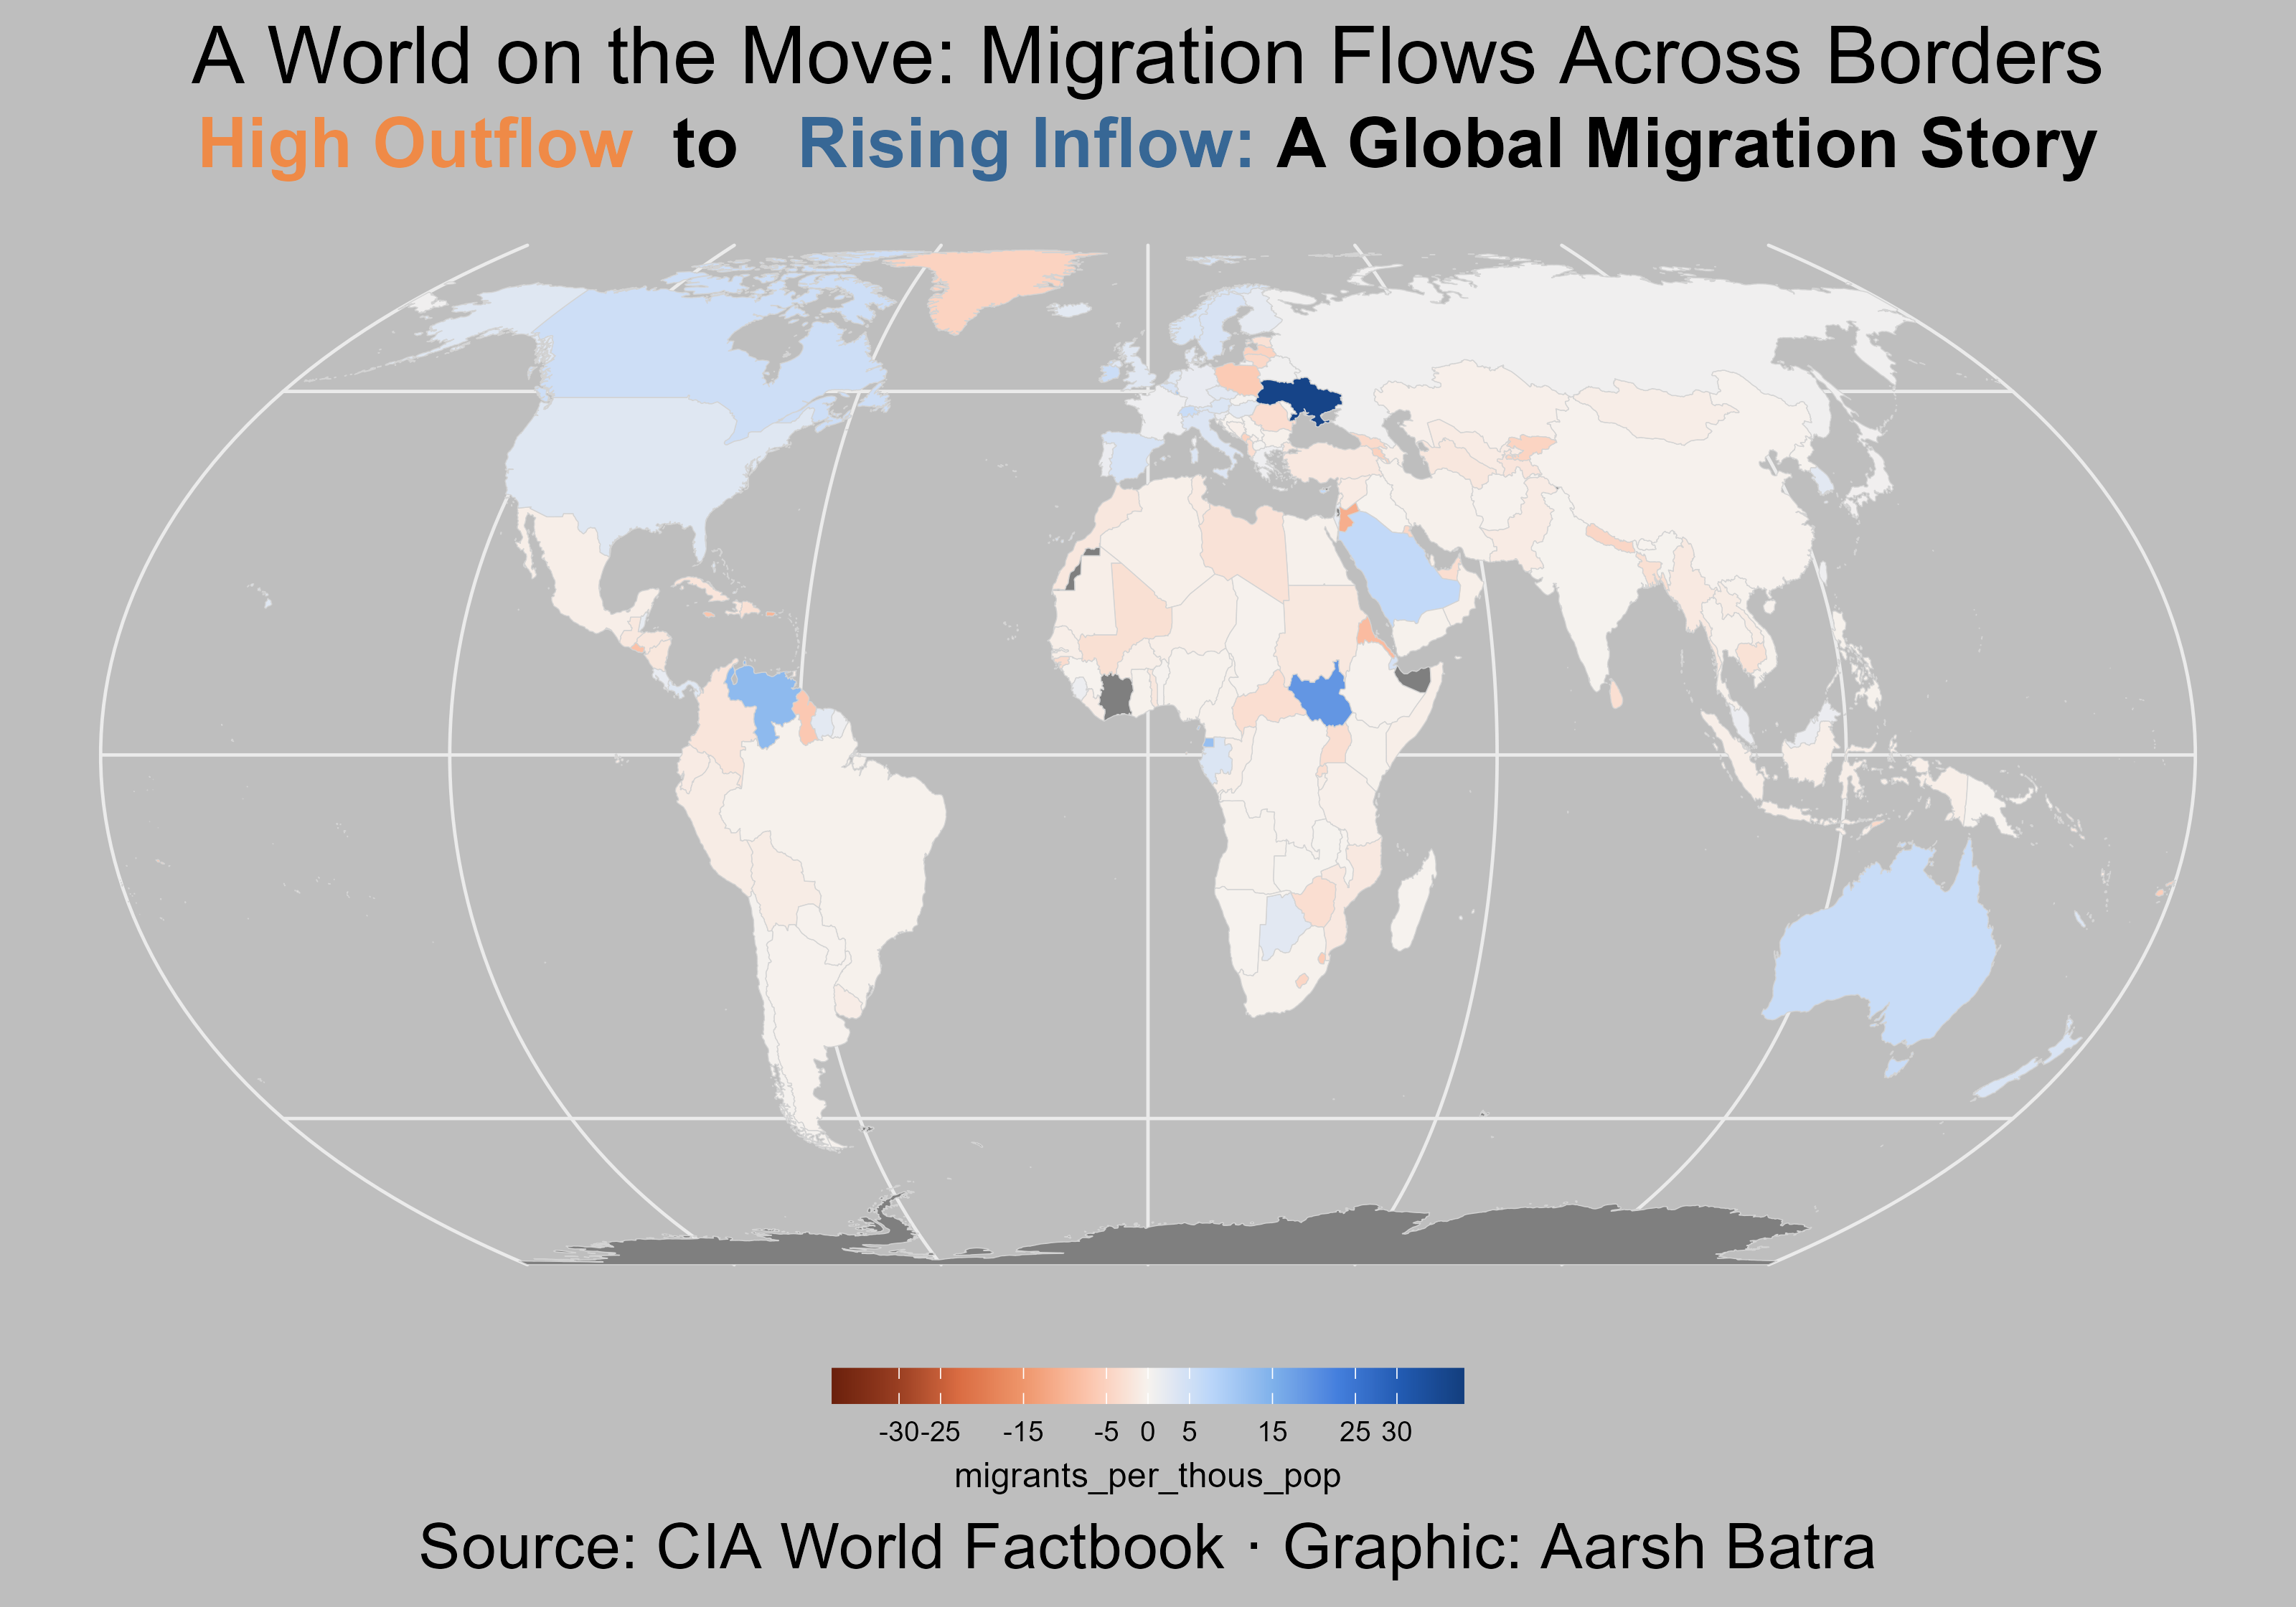 A World on the Move: Migration Flows Across Borders
High Outflow to Rising Inflow: A Global Migration Story
-30 -25 -15 -5 0 5 15 25 30
migrants_per_thous_pop
Source: CIA World Factbook · Graphic: Aarsh Batra